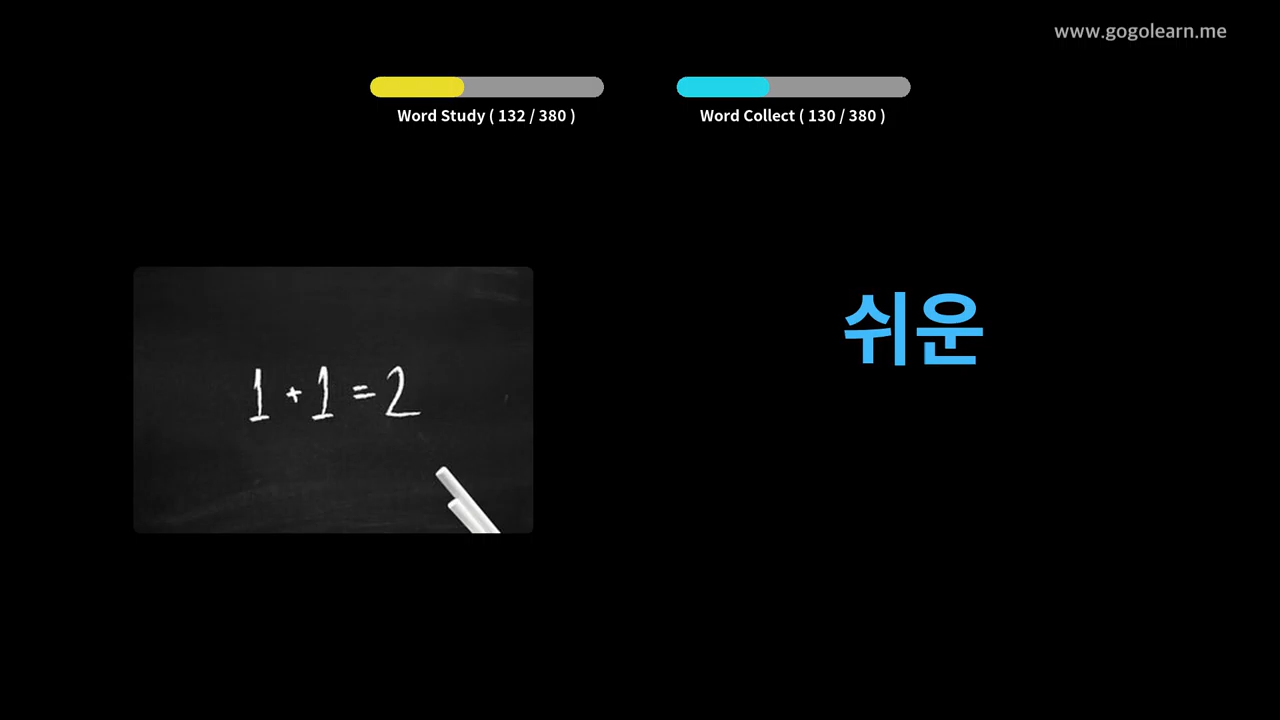 www.gogolearn.me
Word Study ( 132 / 380 )
Word Collect ( 130 / 380 )
1 + 1 = 2
쉬운